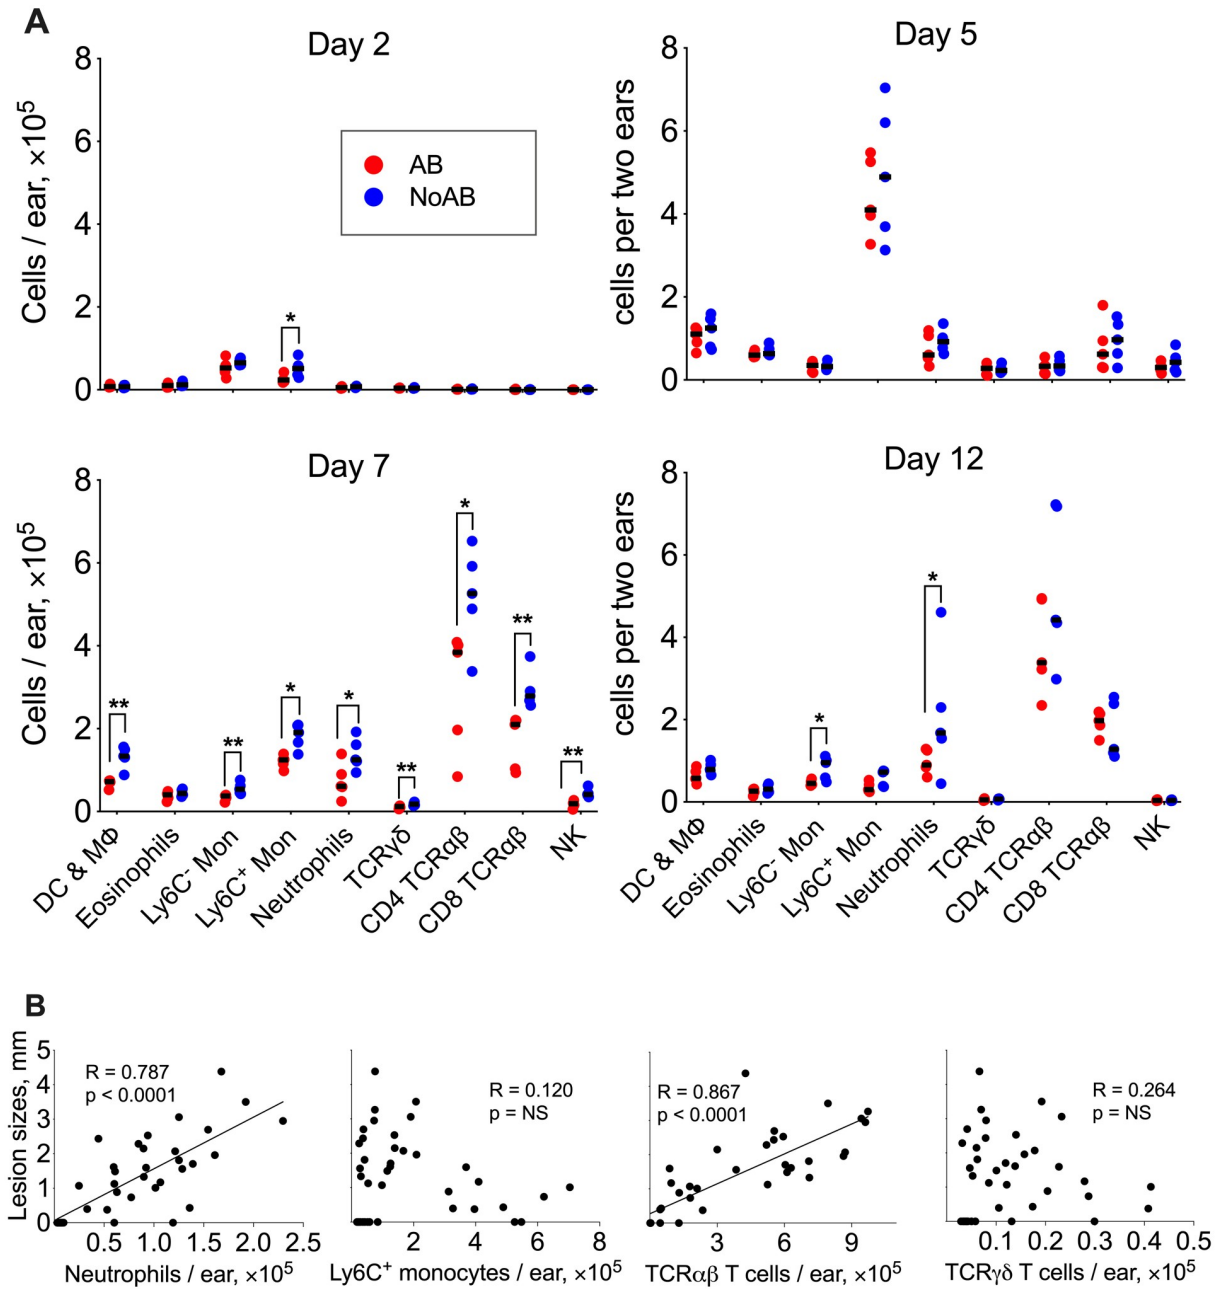 A
Day 2
Cells / ear, ×10⁵
8
6
4
2
0
AB
NoAB
*
Day 5
cells per two ears
8
6
4
2
0
Day 7
Cells / ear, ×10⁵
8
6
4
2
0
**
**
*
*
**
*
**
**
DC & MΦ
Eosinophils
Ly6C⁻ Mon
Ly6C⁺ Mon
Neutrophils
TCRγδ
CD4 TCRαβ
CD8 TCRαβ
NK
Day 12
cells per two ears
8
6
4
2
0
*
*
DC & MΦ
Eosinophils
Ly6C⁻ Mon
Ly6C⁺ Mon
Neutrophils
TCRγδ
CD4 TCRαβ
CD8 TCRαβ
NK
B
Lesion sizes, mm
5
4
3
2
1
0
R = 0.787
p < 0.0001
0.5 1.0 1.5 2.0 2.5
Neutrophils / ear, ×10⁵
R = 0.120
p = NS
2 4 6 8
Ly6C⁺ monocytes / ear, ×10⁵
R = 0.867
p < 0.0001
3 6 9
TCRαβ T cells / ear, ×10⁵
R = 0.264
p = NS
0.1 0.2 0.3 0.4 0.5
TCRγδ T cells / ear, ×10⁵